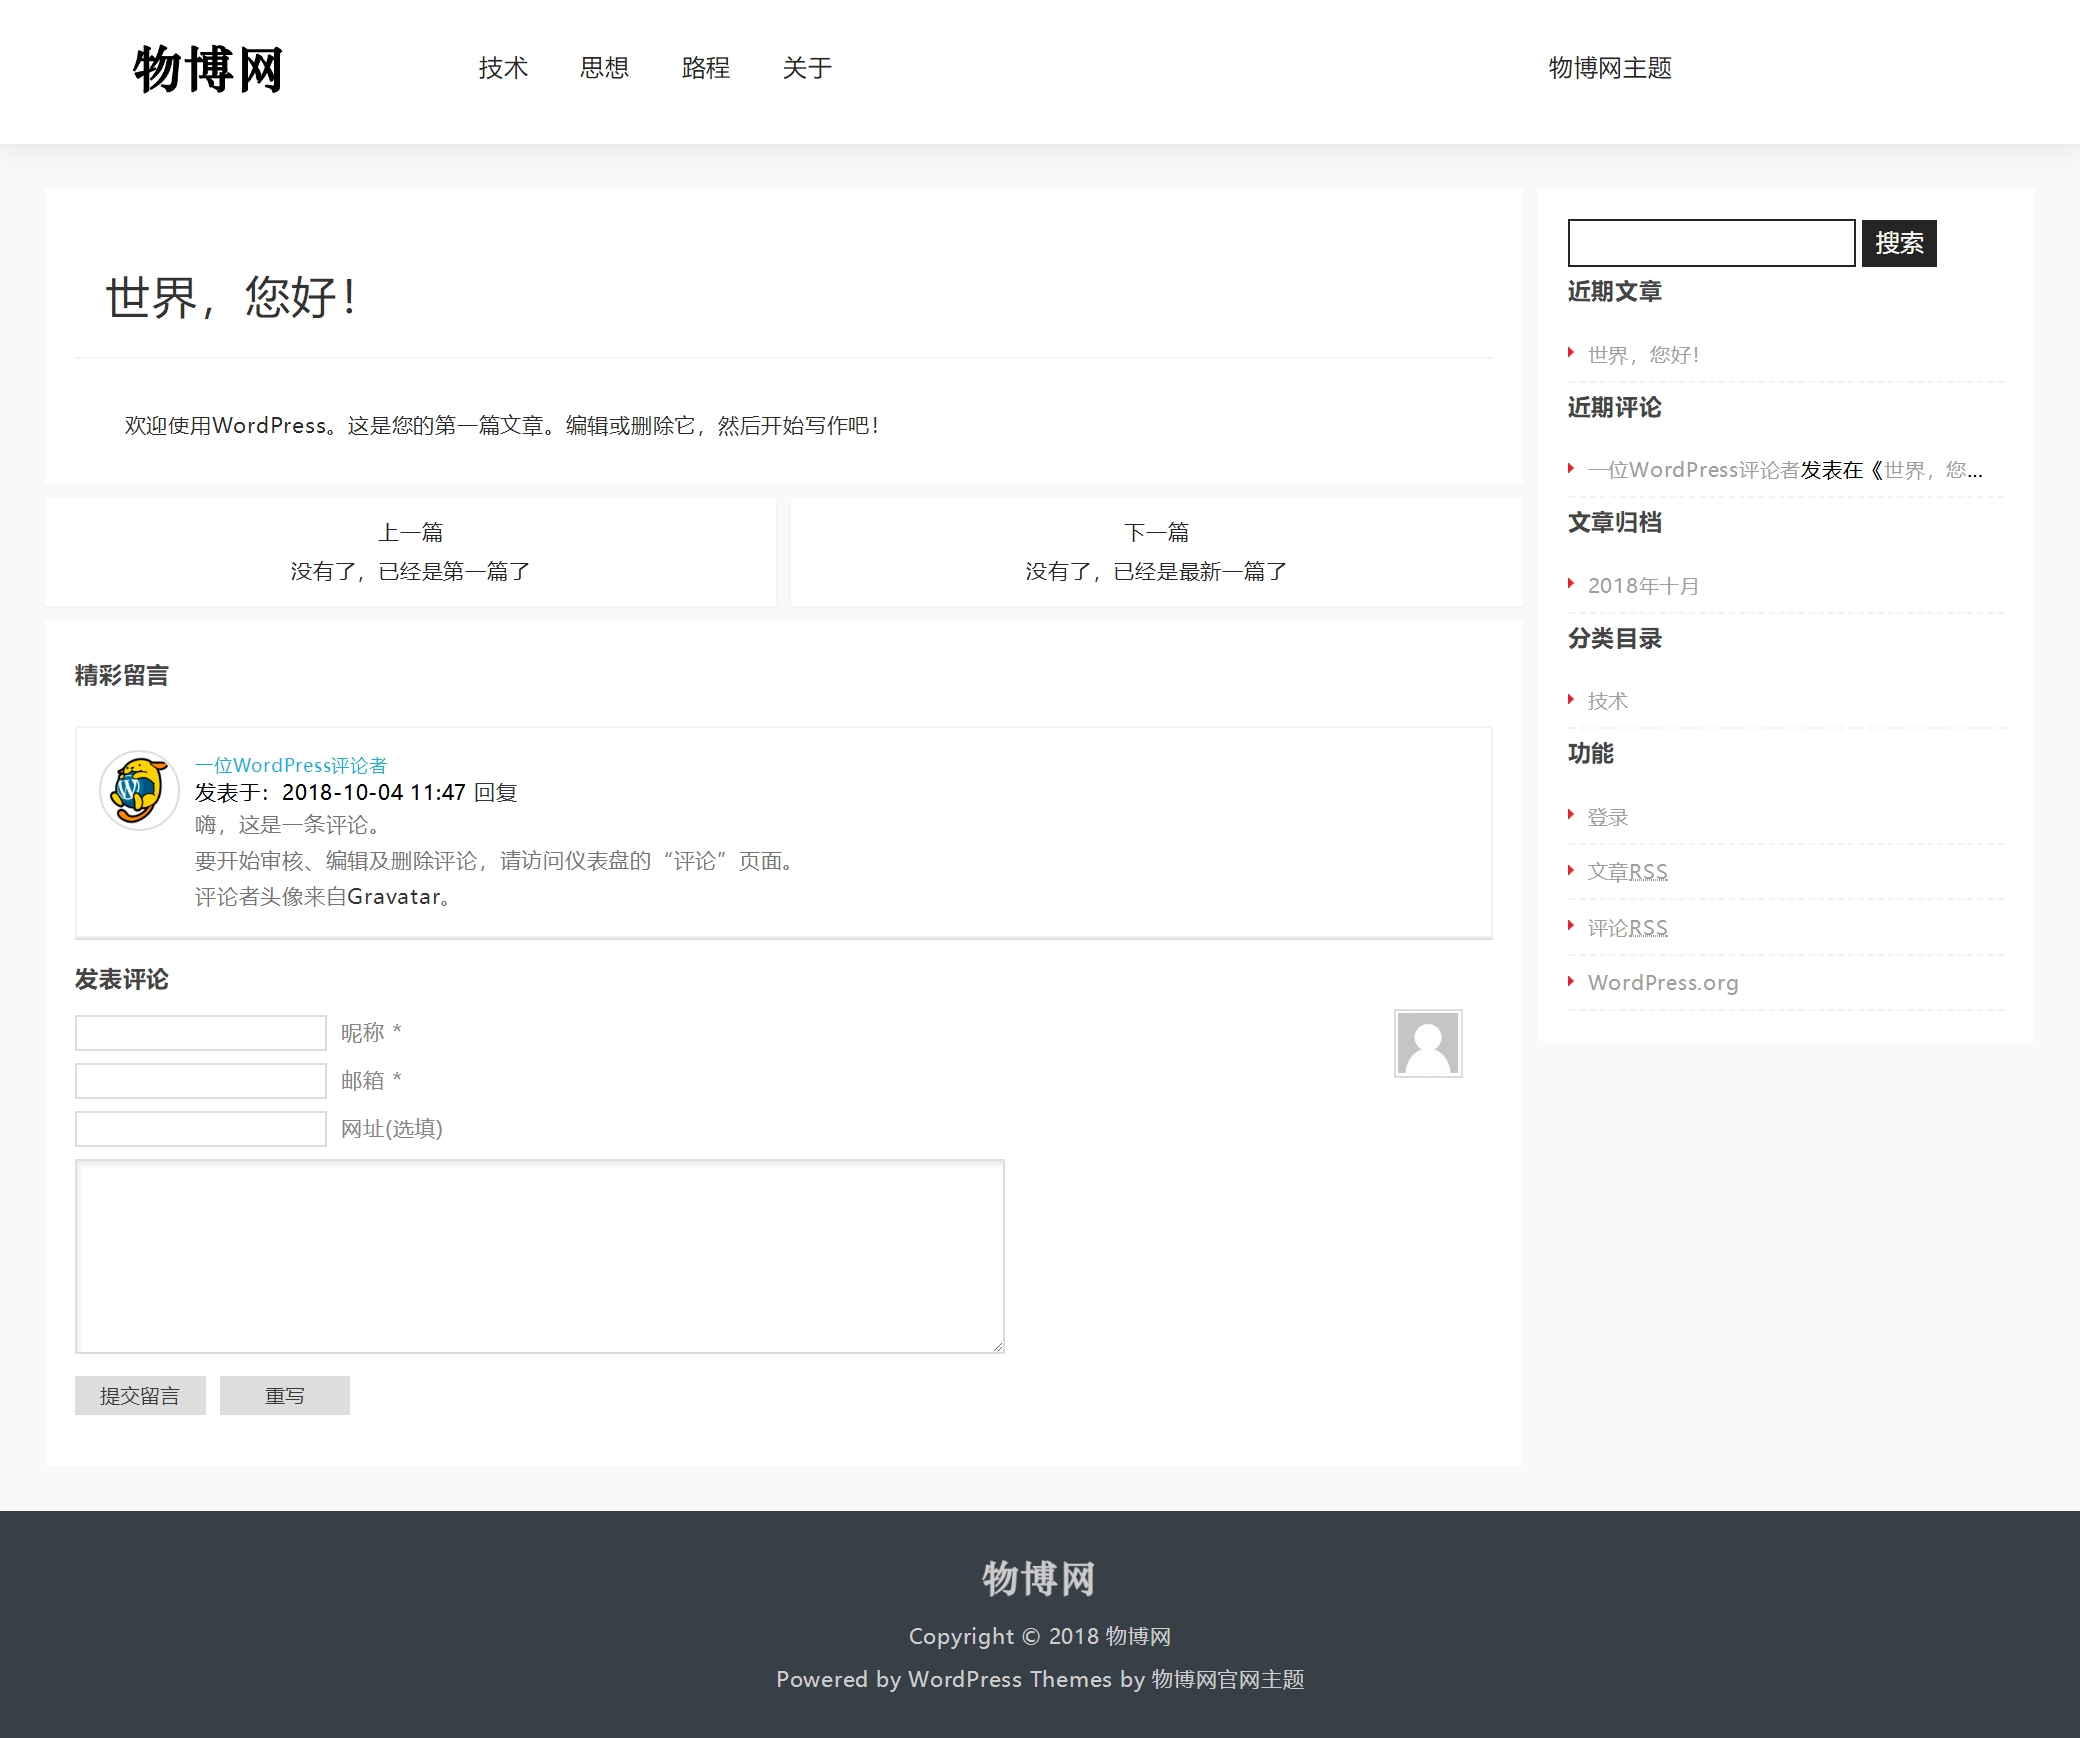 物博网
技术 思想 路程 关于
物博网主题
世界，您好！
欢迎使用WordPress。这是您的第一篇文章。编辑或删除它，然后开始写作吧！
上一篇
没有了，已经是第一篇了
下一篇
没有了，已经是最新一篇了
精彩留言
一位WordPress评论者
发表于：2018-10-04 11:47 回复
嗨，这是一条评论。
要开始审核、编辑及删除评论，请访问仪表盘的“评论”页面。
评论者头像来自Gravatar。
发表评论
昵称 *
邮箱 *
网址(选填)
提交留言 重写
搜索
近期文章
世界，您好！
近期评论
一位WordPress评论者发表在《世界，您...
文章归档
2018年十月
分类目录
技术
功能
登录
文章RSS
评论RSS
WordPress.org
物博网
Copyright © 2018 物博网
Powered by WordPress Themes by 物博网官网主题